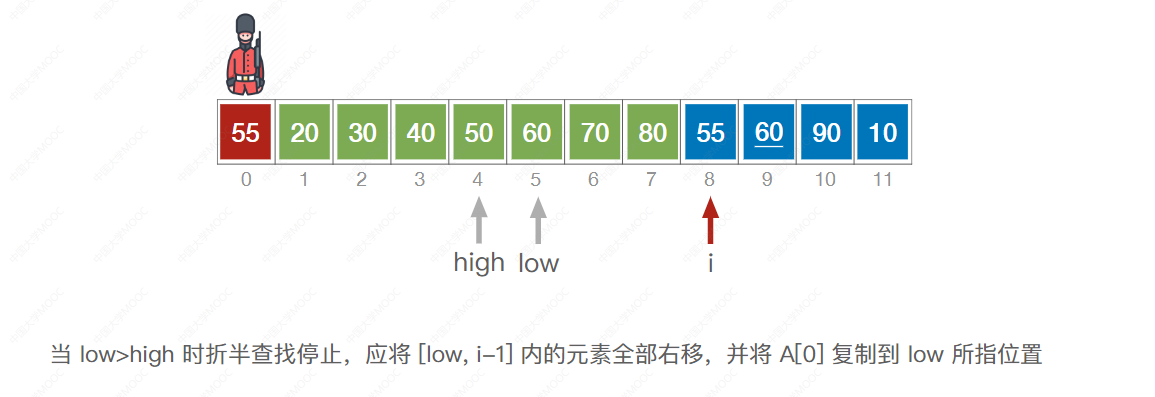 55 20 30 40 50 60 70 80 55 60 90 10
0 1 2 3 4 5 6 7 8 9 10 11
high low i
当 low>high 时折半查找停止，应将 [low, i-1] 内的元素全部右移，并将 A[0] 复制到 low 所指位置